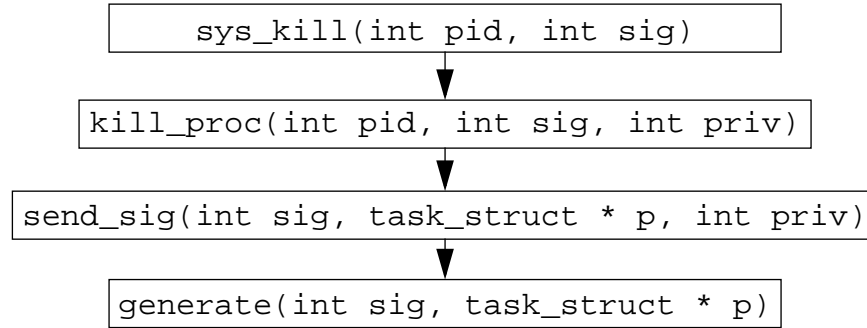 sys_kill(int pid, int sig)
kill_proc(int pid, int sig, int priv)
send_sig(int sig, task_struct * p, int priv)
generate(int sig, task_struct * p)